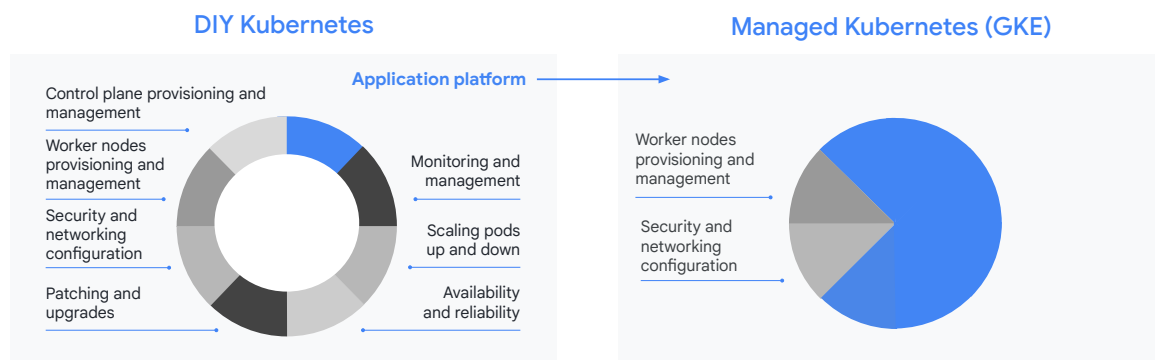 DIY Kubernetes
Application platform
Control plane provisioning and
management
Worker nodes
provisioning and
management
Security and
networking
configuration
Patching and
upgrades
Monitoring and
management
Scaling pods
up and down
Availability
and reliability
Managed Kubernetes (GKE)
Worker nodes
provisioning and
management
Security and
networking
configuration